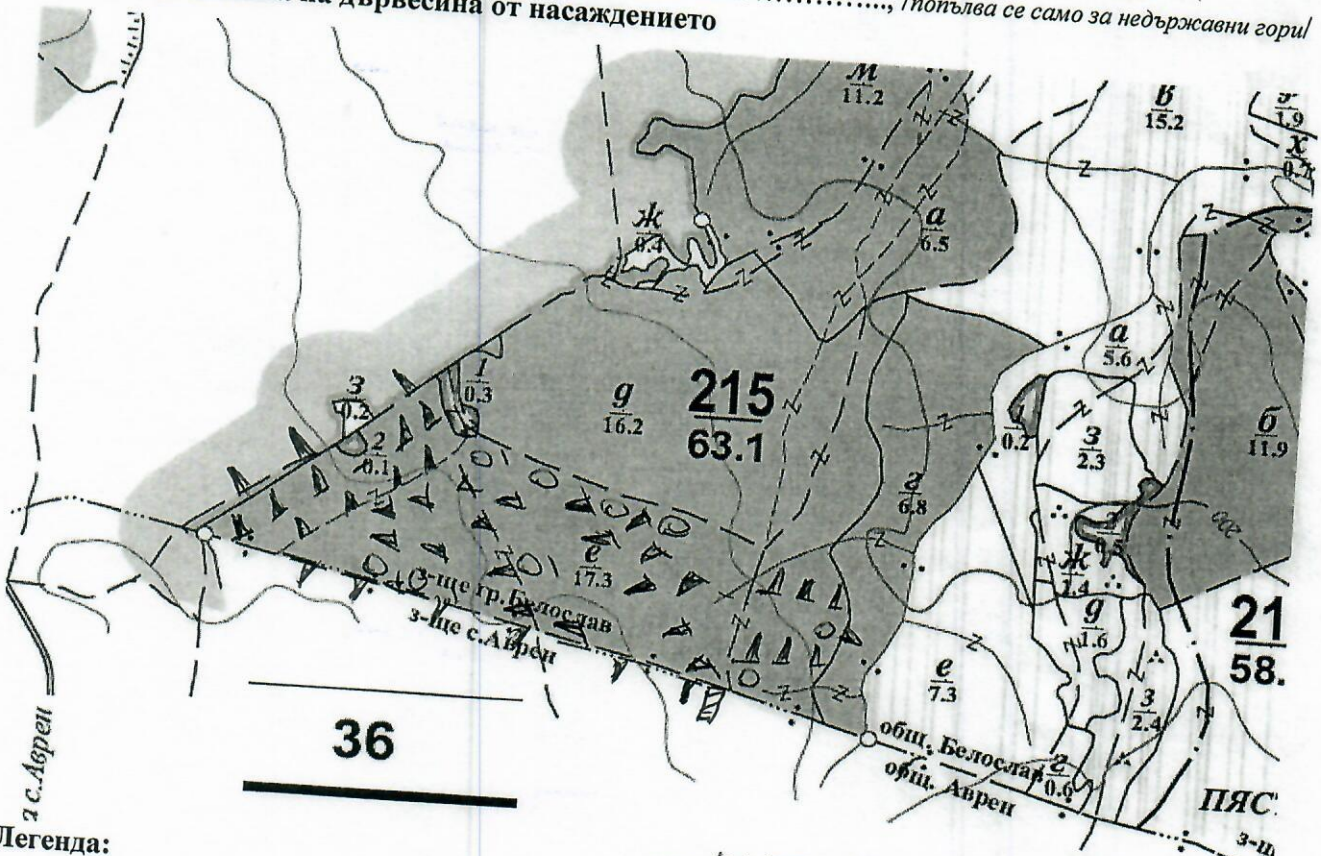 на дървесина от насаждението
..............., /попълва се само за недържавни гори/
м
11.2
в
15.2
1.9
х
0.7
ж
0.4
а
6.5
а
5.6
з
0.2
1
0.3
2
0.1
д
16.2
215
63.1
0.2
з
2.3
б
11.9
г
6.8
е
17.3
ж
1.4
д
1.6
21
58.
з-ще гр.Белослав
з-ще с.Аврен
е
7.3
з
2.4
36
общ. Белослав
общ. Аврен
г
0.6
ПЯС
з-щ
с.Аврен
Легенда: